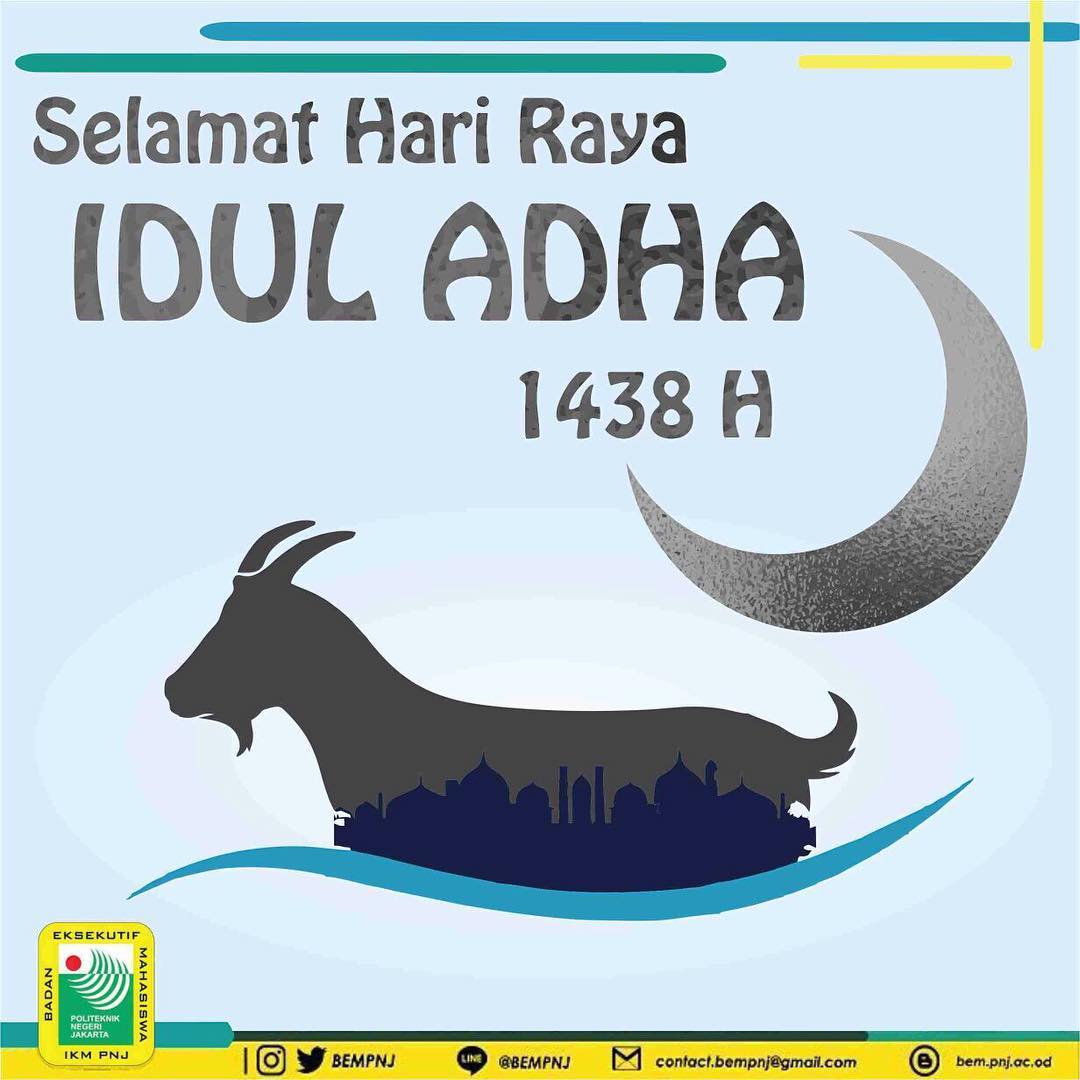 Selamat Hari Raya
IDUL ADHA
1438 H
EKSEKUTIF
BADAN
MAHASISWA
POLITEKNIK
NEGERI
JAKARTA
IKM PNJ
BEMPNJ
LINE
@BEMPNJ
contact.bempnj@gmail.com
bem.pnj.ac.od